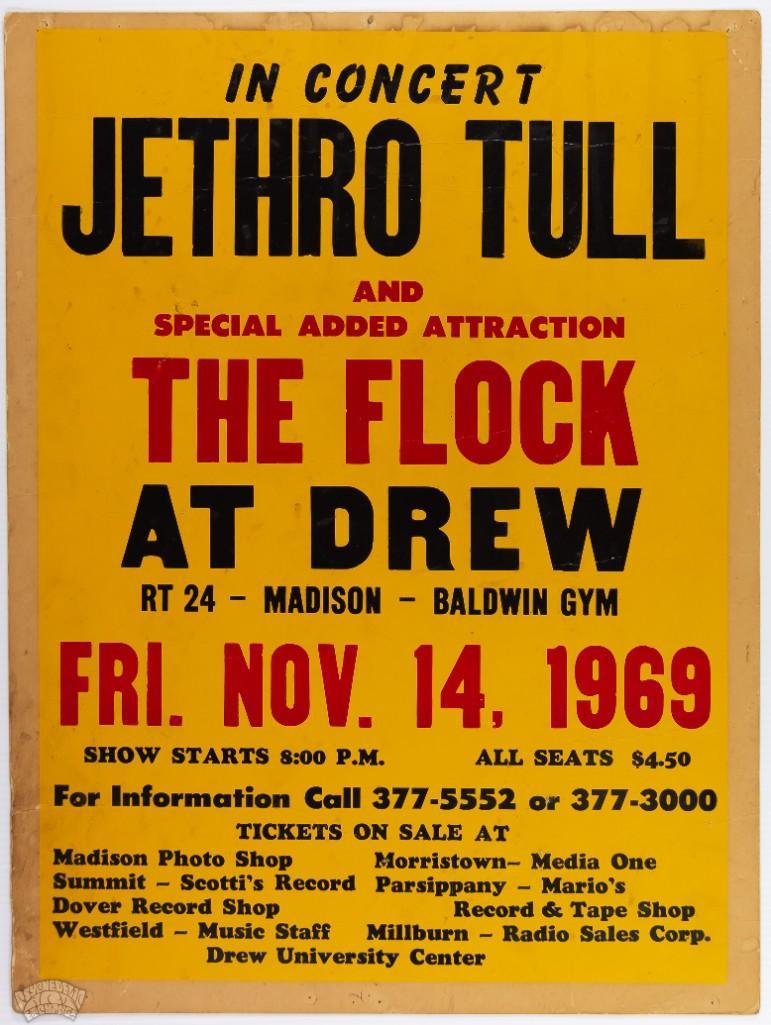 IN CONCERT
JETHRO TULL
AND
SPECIAL ADDED ATTRACTION
THE FLOCK
AT DREW
RT 24 – MADISON – BALDWIN GYM
FRI. NOV. 14, 1969
SHOW STARTS 8:00 P.M. ALL SEATS $4.50
For Information Call 377-5552 or 377-3000
TICKETS ON SALE AT
Madison Photo Shop Morristown– Media One
Summit – Scotti's Record Parsippany – Mario's
Dover Record Shop Record & Tape Shop
Westfield – Music Staff Millburn – Radio Sales Corp.
Drew University Center